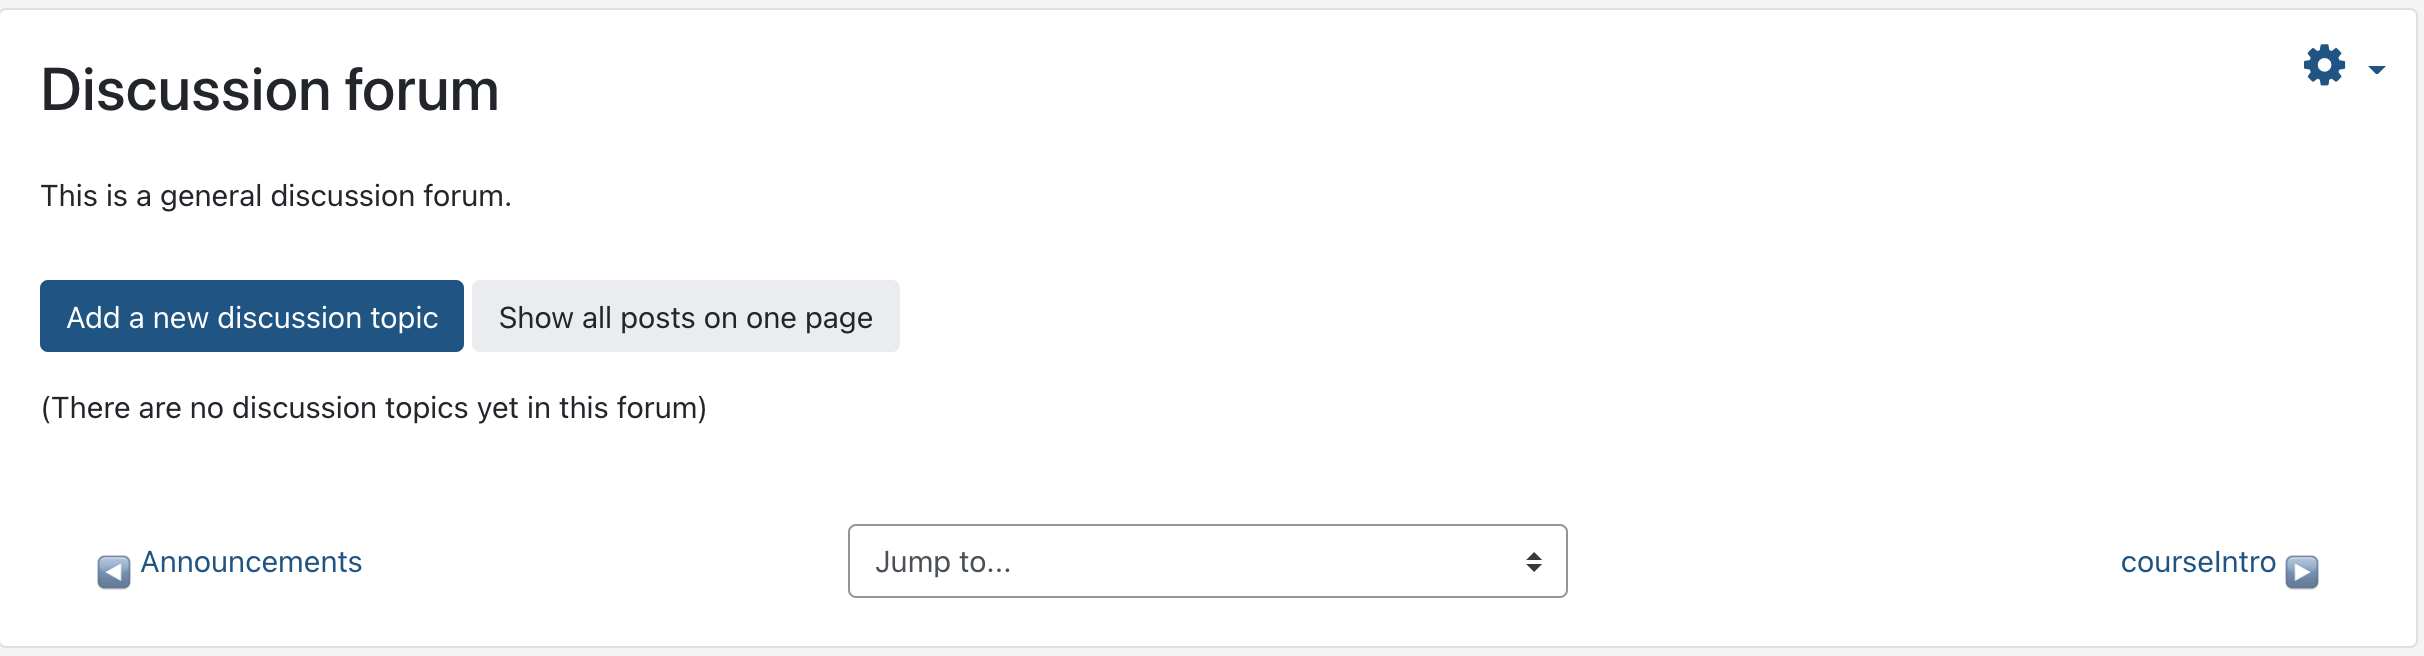 Discussion forum
This is a general discussion forum.
Add a new discussion topic
Show all posts on one page
(There are no discussion topics yet in this forum)
Announcements
Jump to...
courseIntro